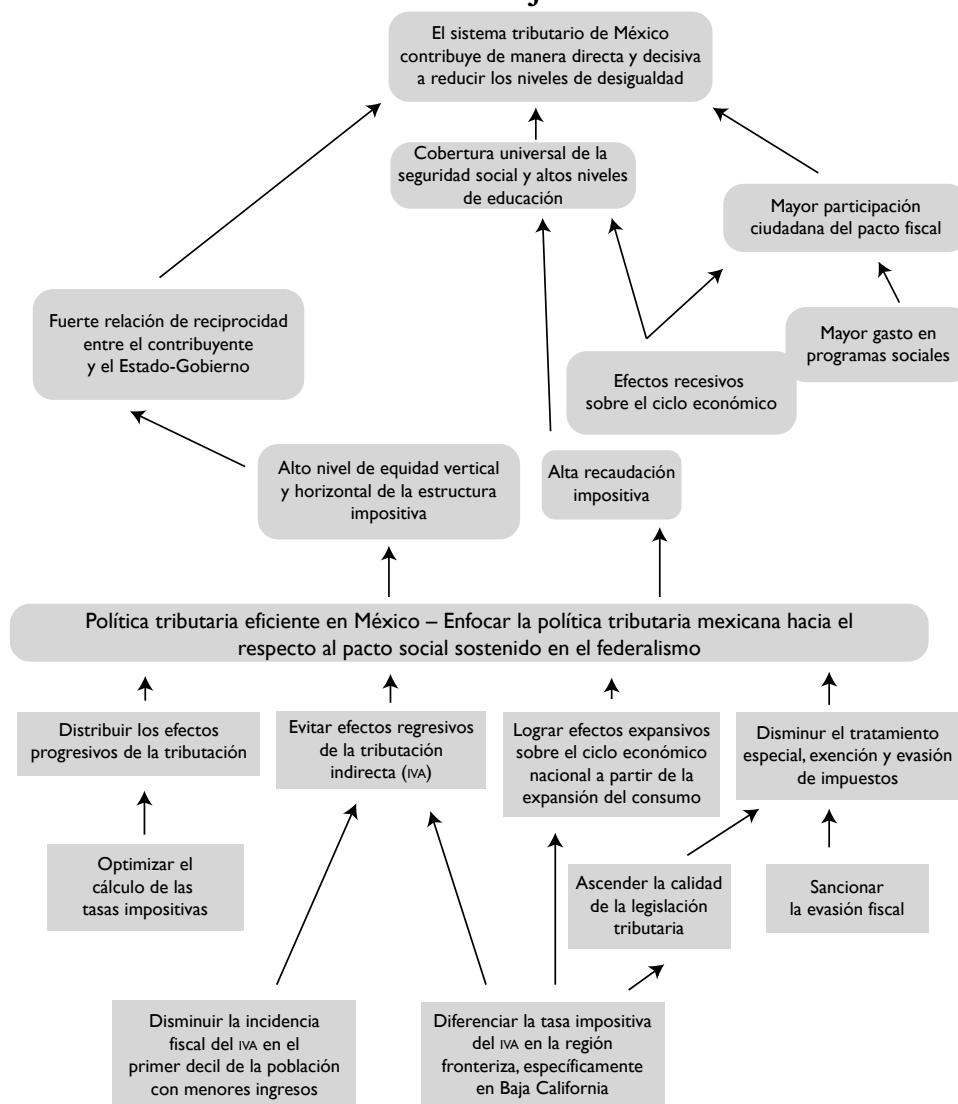 El sistema tributario de México
contribuye de manera directa y decisiva
a reducir los niveles de desigualdad
Cobertura universal de la
seguridad social y altos niveles
de educación
Mayor participación
ciudadana del pacto fiscal
Fuerte relación de reciprocidad
entre el contribuyente
y el Estado-Gobierno
Mayor gasto en
programas sociales
Efectos recesivos
sobre el ciclo económico
Alto nivel de equidad vertical
y horizontal de la estructura
impositiva
Alta recaudación
impositiva
Política tributaria eficiente en México – Enfocar la política tributaria mexicana hacia el
respecto al pacto social sostenido en el federalismo
Distribuir los efectos
progresivos de la tributación
Evitar efectos regresivos
de la tributación
indirecta (IVA)
Lograr efectos expansivos
sobre el ciclo económico
nacional a partir de la
expansión del consumo
Disminur el tratamiento
especial, exención y evasión
de impuestos
Optimizar el
cálculo de las
tasas impositivas
Ascender la calidad
de la legislación
tributaria
Sancionar
la evasión fiscal
Disminuir la incidencia
fiscal del IVA en el
primer decil de la población
con menores ingresos
Diferenciar la tasa impositiva
del IVA en la región
fronteriza, específicamente
en Baja California